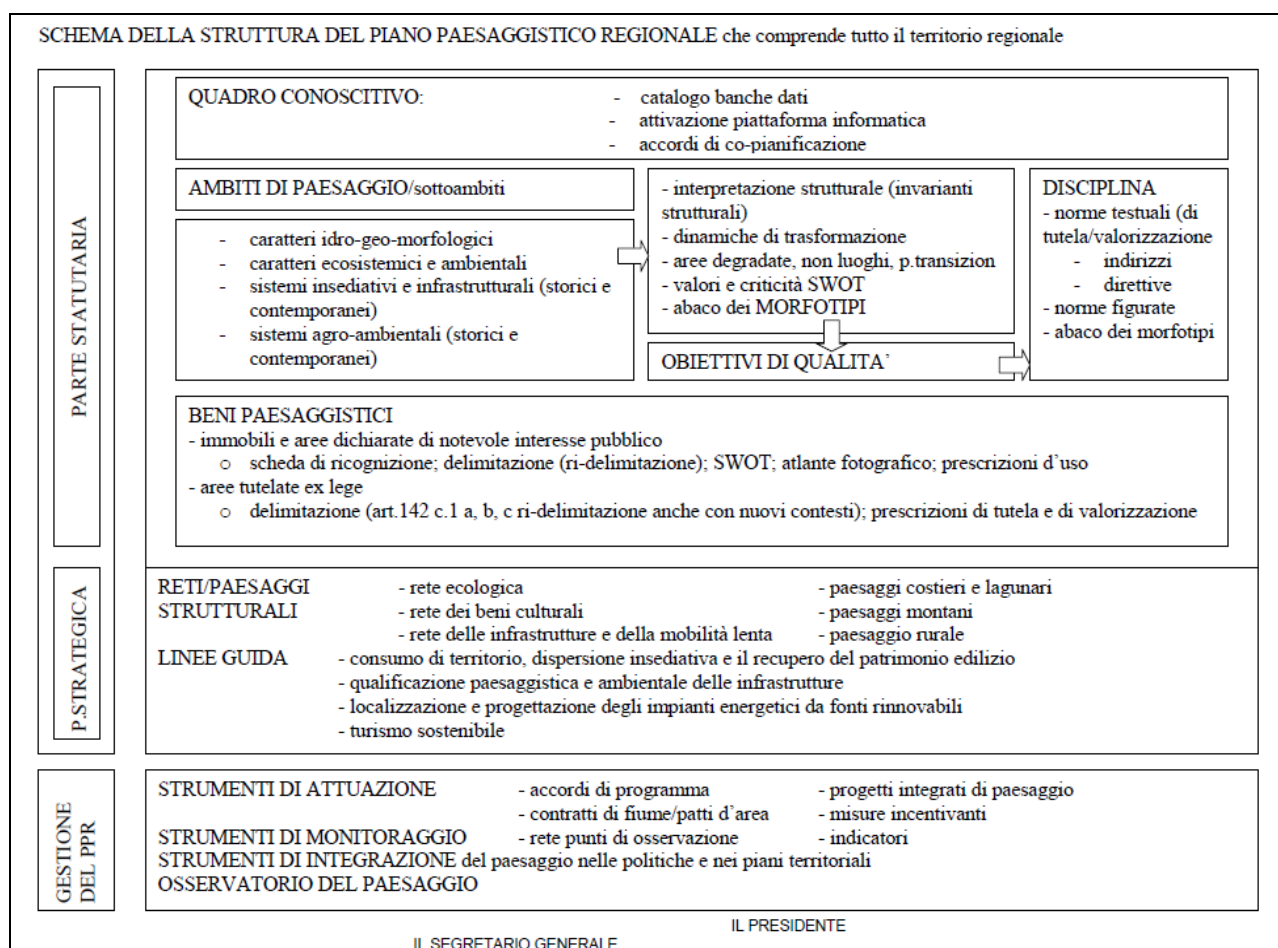 SCHEMA DELLA STRUTTURA DEL PIANO PAESAGGISTICO REGIONALE che comprende tutto il territorio regionale
PARTE STATUTARIA
QUADRO CONOSCITIVO:
- catalogo banche dati
- attivazione piattaforma informatica
- accordi di co-pianificazione
AMBITI DI PAESAGGIO/sottoambiti
- caratteri idro-geo-morfologici
- caratteri ecosistemici e ambientali
- sistemi insediativi e infrastrutturali (storici e
contemporanei)
- sistemi agro-ambientali (storici e
contemporanei)
- interpretazione strutturale (invarianti
strutturali)
- dinamiche di trasformazione
- aree degradate, non luoghi, p.transizion
- valori e criticità SWOT
- abaco dei MORFOTIPI
OBIETTIVI DI QUALITA’
DISCIPLINA
- norme testuali (di
tutela/valorizzazione
- indirizzi
- direttive
- norme figurate
- abaco dei morfotipi
BENI PAESAGGISTICI
- immobili e aree dichiarate di notevole interesse pubblico
o scheda di ricognizione; delimitazione (ri-delimitazione); SWOT; atlante fotografico; prescrizioni d’uso
- aree tutelate ex lege
o delimitazione (art.142 c.1 a, b, c ri-delimitazione anche con nuovi contesti); prescrizioni di tutela e di valorizzazione
P.STRATEGICA
RETI/PAESAGGI - rete ecologica - paesaggi costieri e lagunari
STRUTTURALI - rete dei beni culturali - paesaggi montani
- rete delle infrastrutture e della mobilità lenta - paesaggio rurale
LINEE GUIDA - consumo di territorio, dispersione insediativa e il recupero del patrimonio edilizio
- qualificazione paesaggistica e ambientale delle infrastrutture
- localizzazione e progettazione degli impianti energetici da fonti rinnovabili
- turismo sostenibile
GESTIONE
DEL PPR
STRUMENTI DI ATTUAZIONE - accordi di programma - progetti integrati di paesaggio
- contratti di fiume/patti d’area - misure incentivanti
STRUMENTI DI MONITORAGGIO - rete punti di osservazione - indicatori
STRUMENTI DI INTEGRAZIONE del paesaggio nelle politiche e nei piani territoriali
OSSERVATORIO DEL PAESAGGIO
IL PRESIDENTE
IL SEGRETARIO GENERALE